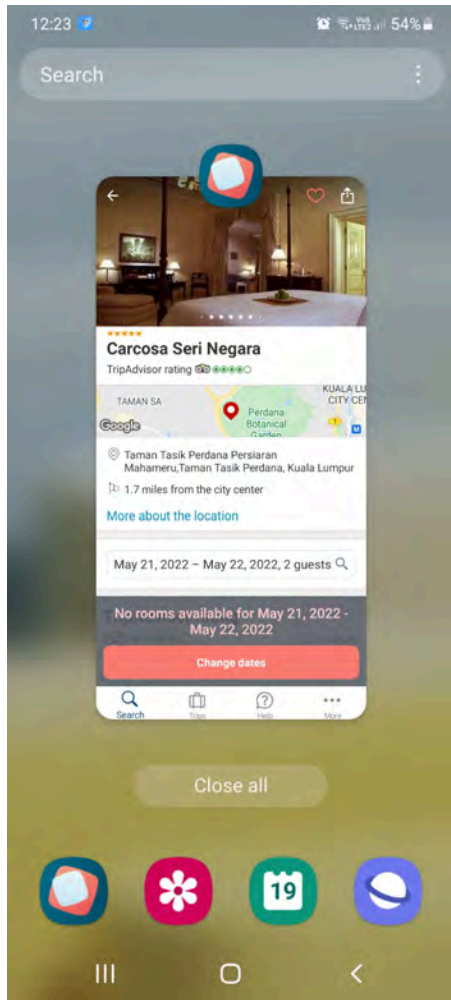 12:23
54%
Search
Carcosa Seri Negara
TripAdvisor rating
TAMAN SA
KUALA LU
CITY CEN
Perdana
Botanical
Garden
Google
Taman Tasik Perdana Persiaran
Mahameru,Taman Tasik Perdana, Kuala Lumpur
1.7 miles from the city center
More about the location
May 21, 2022 – May 22, 2022, 2 guests
No rooms available for May 21, 2022 -
May 22, 2022
Change dates
Search Trips Help More
Close all
19